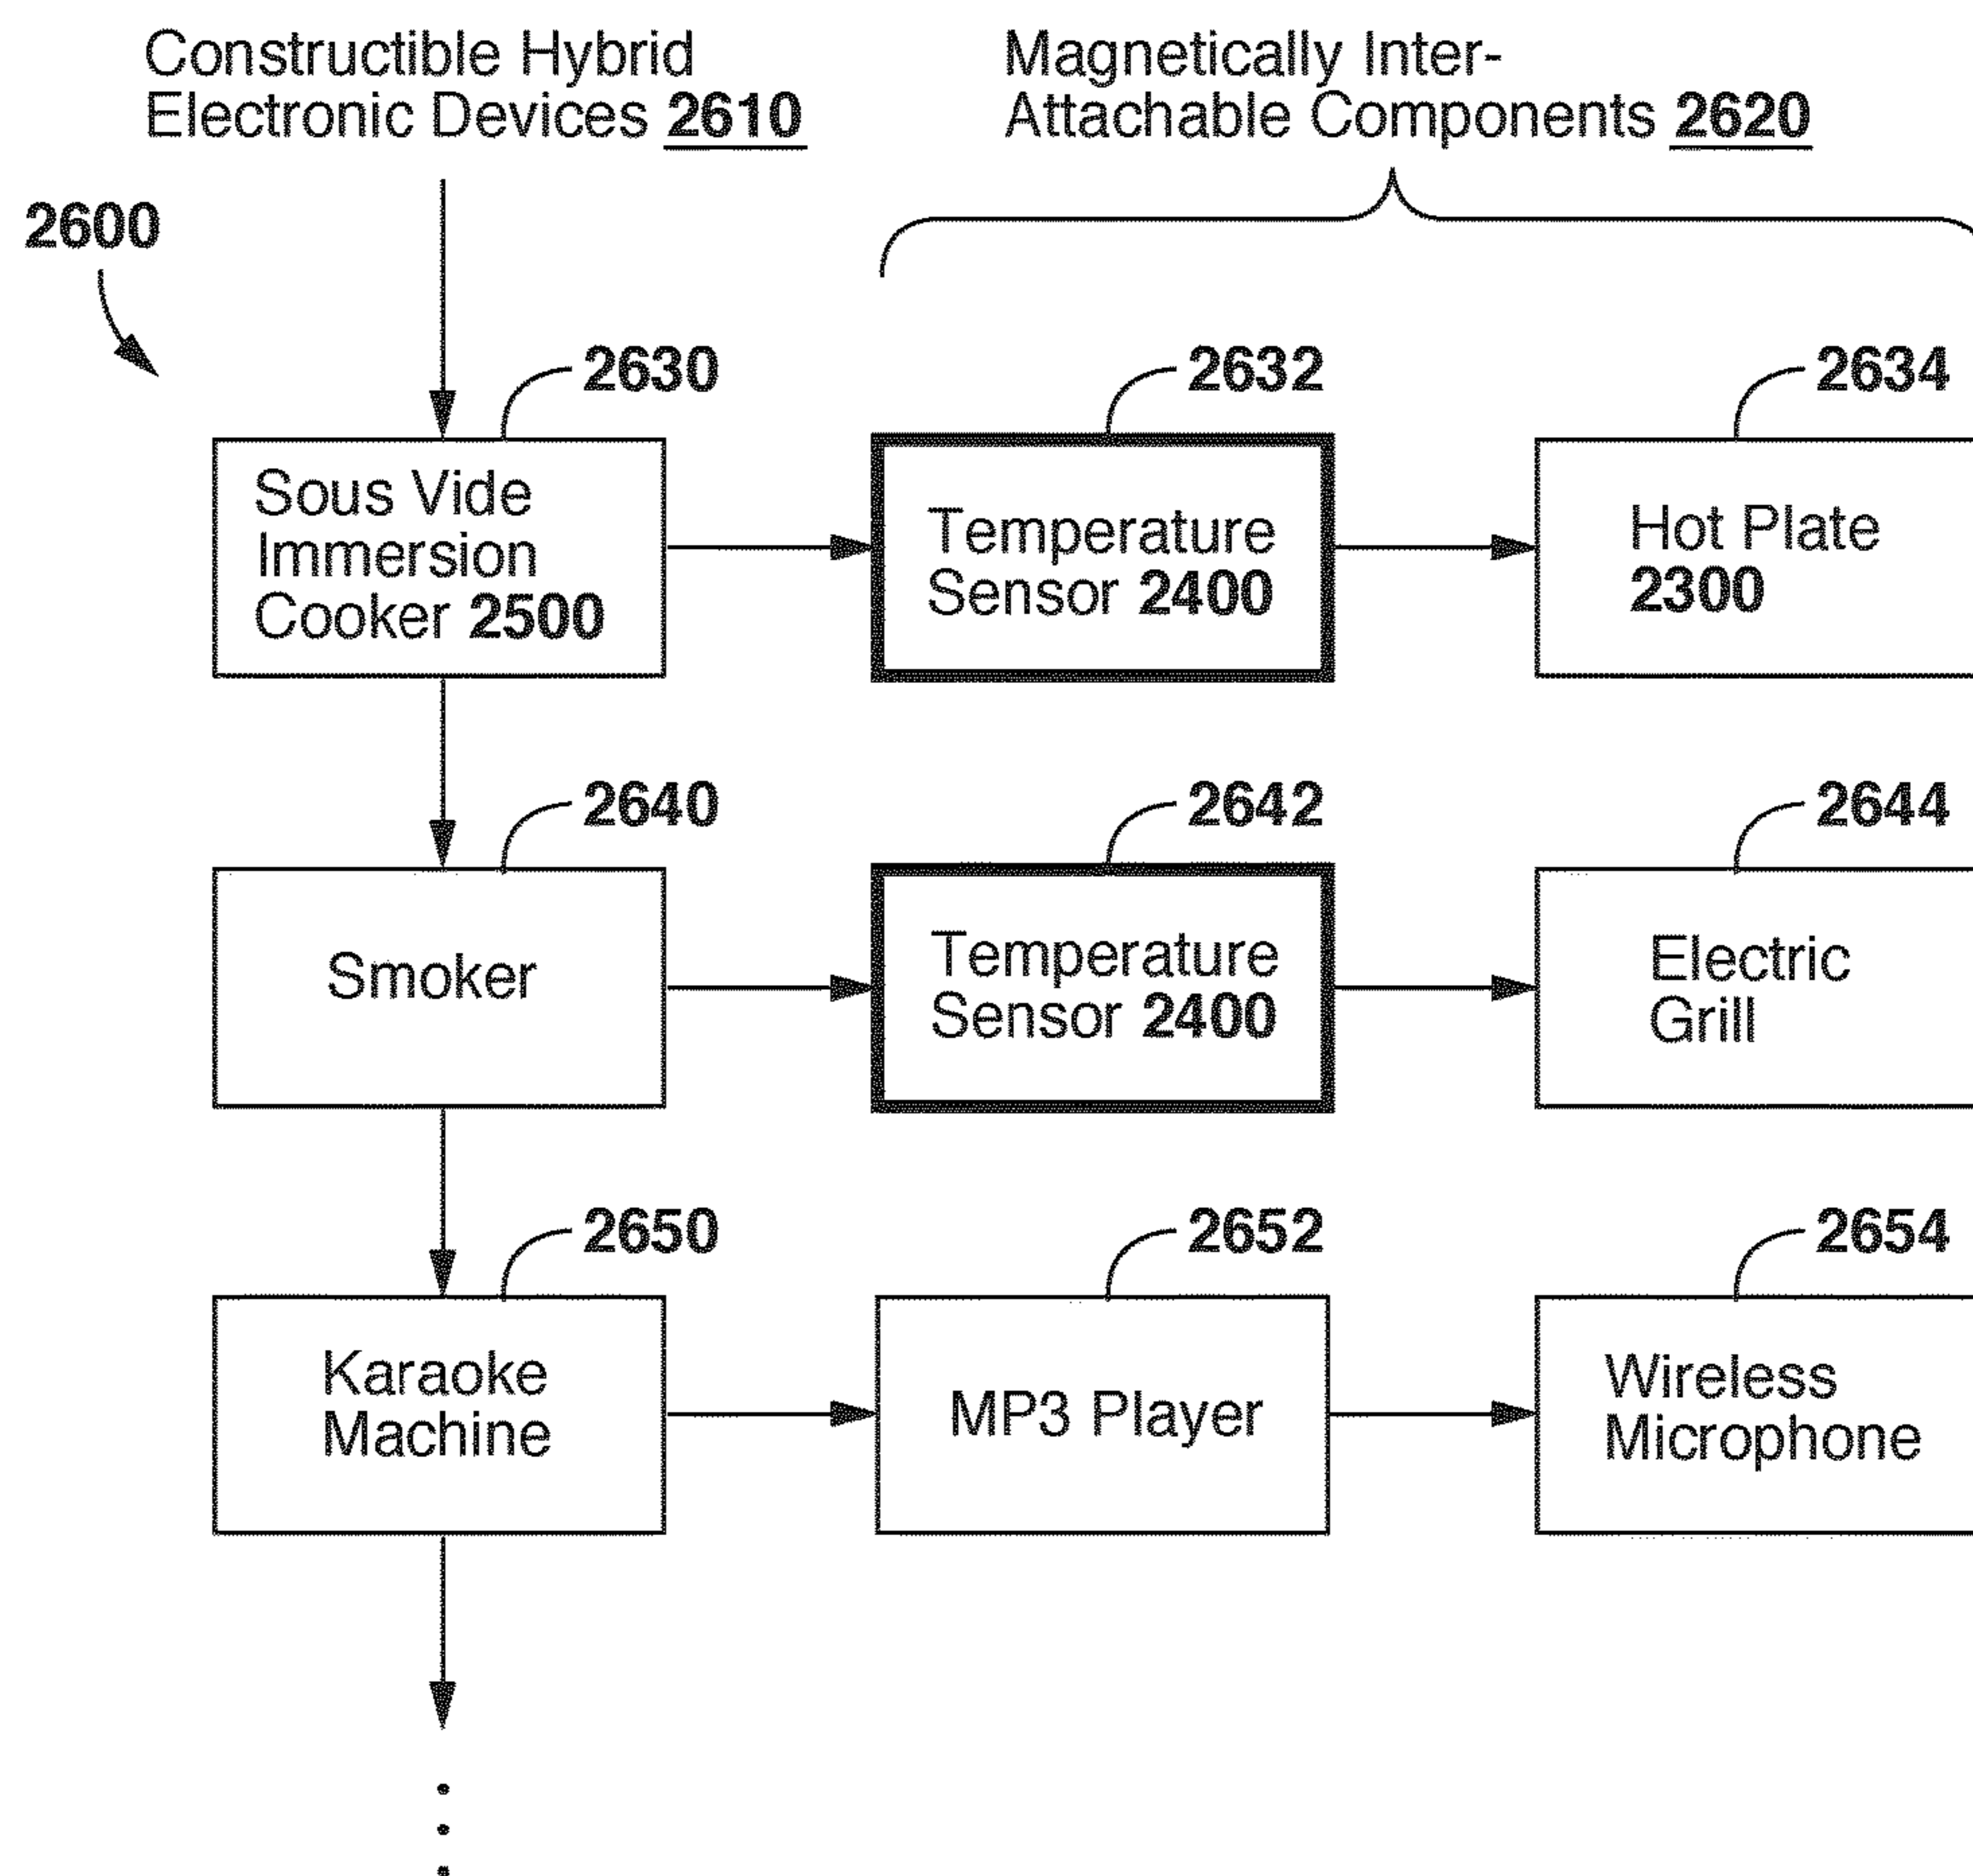 Constructible Hybrid
Electronic Devices 2610
Magnetically Inter-
Attachable Components 2620
2600
2630
2632
2634
Sous Vide
Immersion
Cooker 2500
Temperature
Sensor 2400
Hot Plate
2300
2640
2642
2644
Smoker
Temperature
Sensor 2400
Electric
Grill
2650
2652
2654
Karaoke
Machine
MP3 Player
Wireless
Microphone